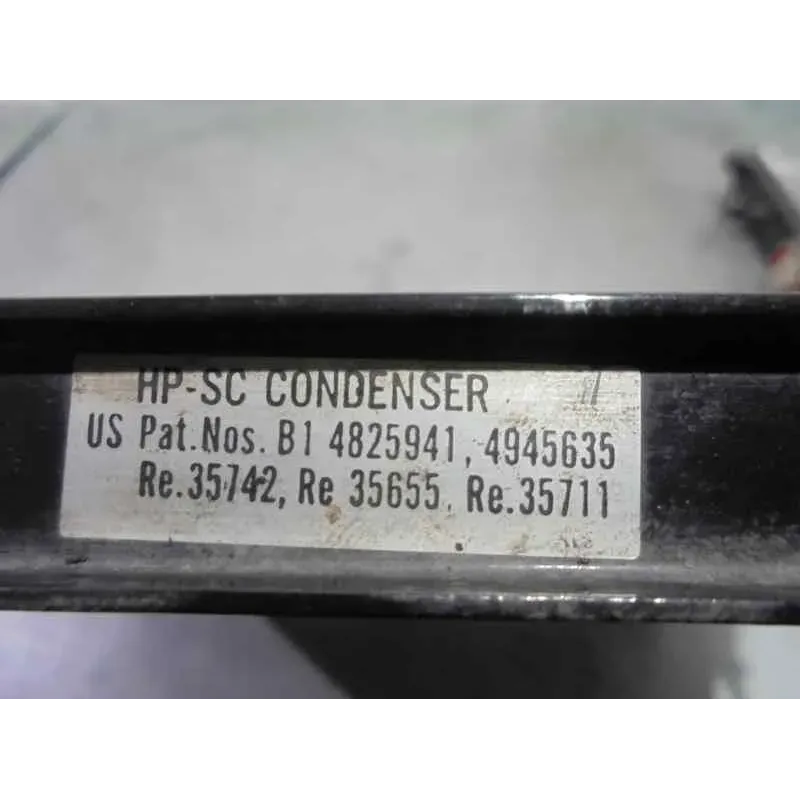 HP-SC CONDENSER
US Pat.Nos. B1 4825941, 4945635
Re.35742, Re 35655, Re.35711